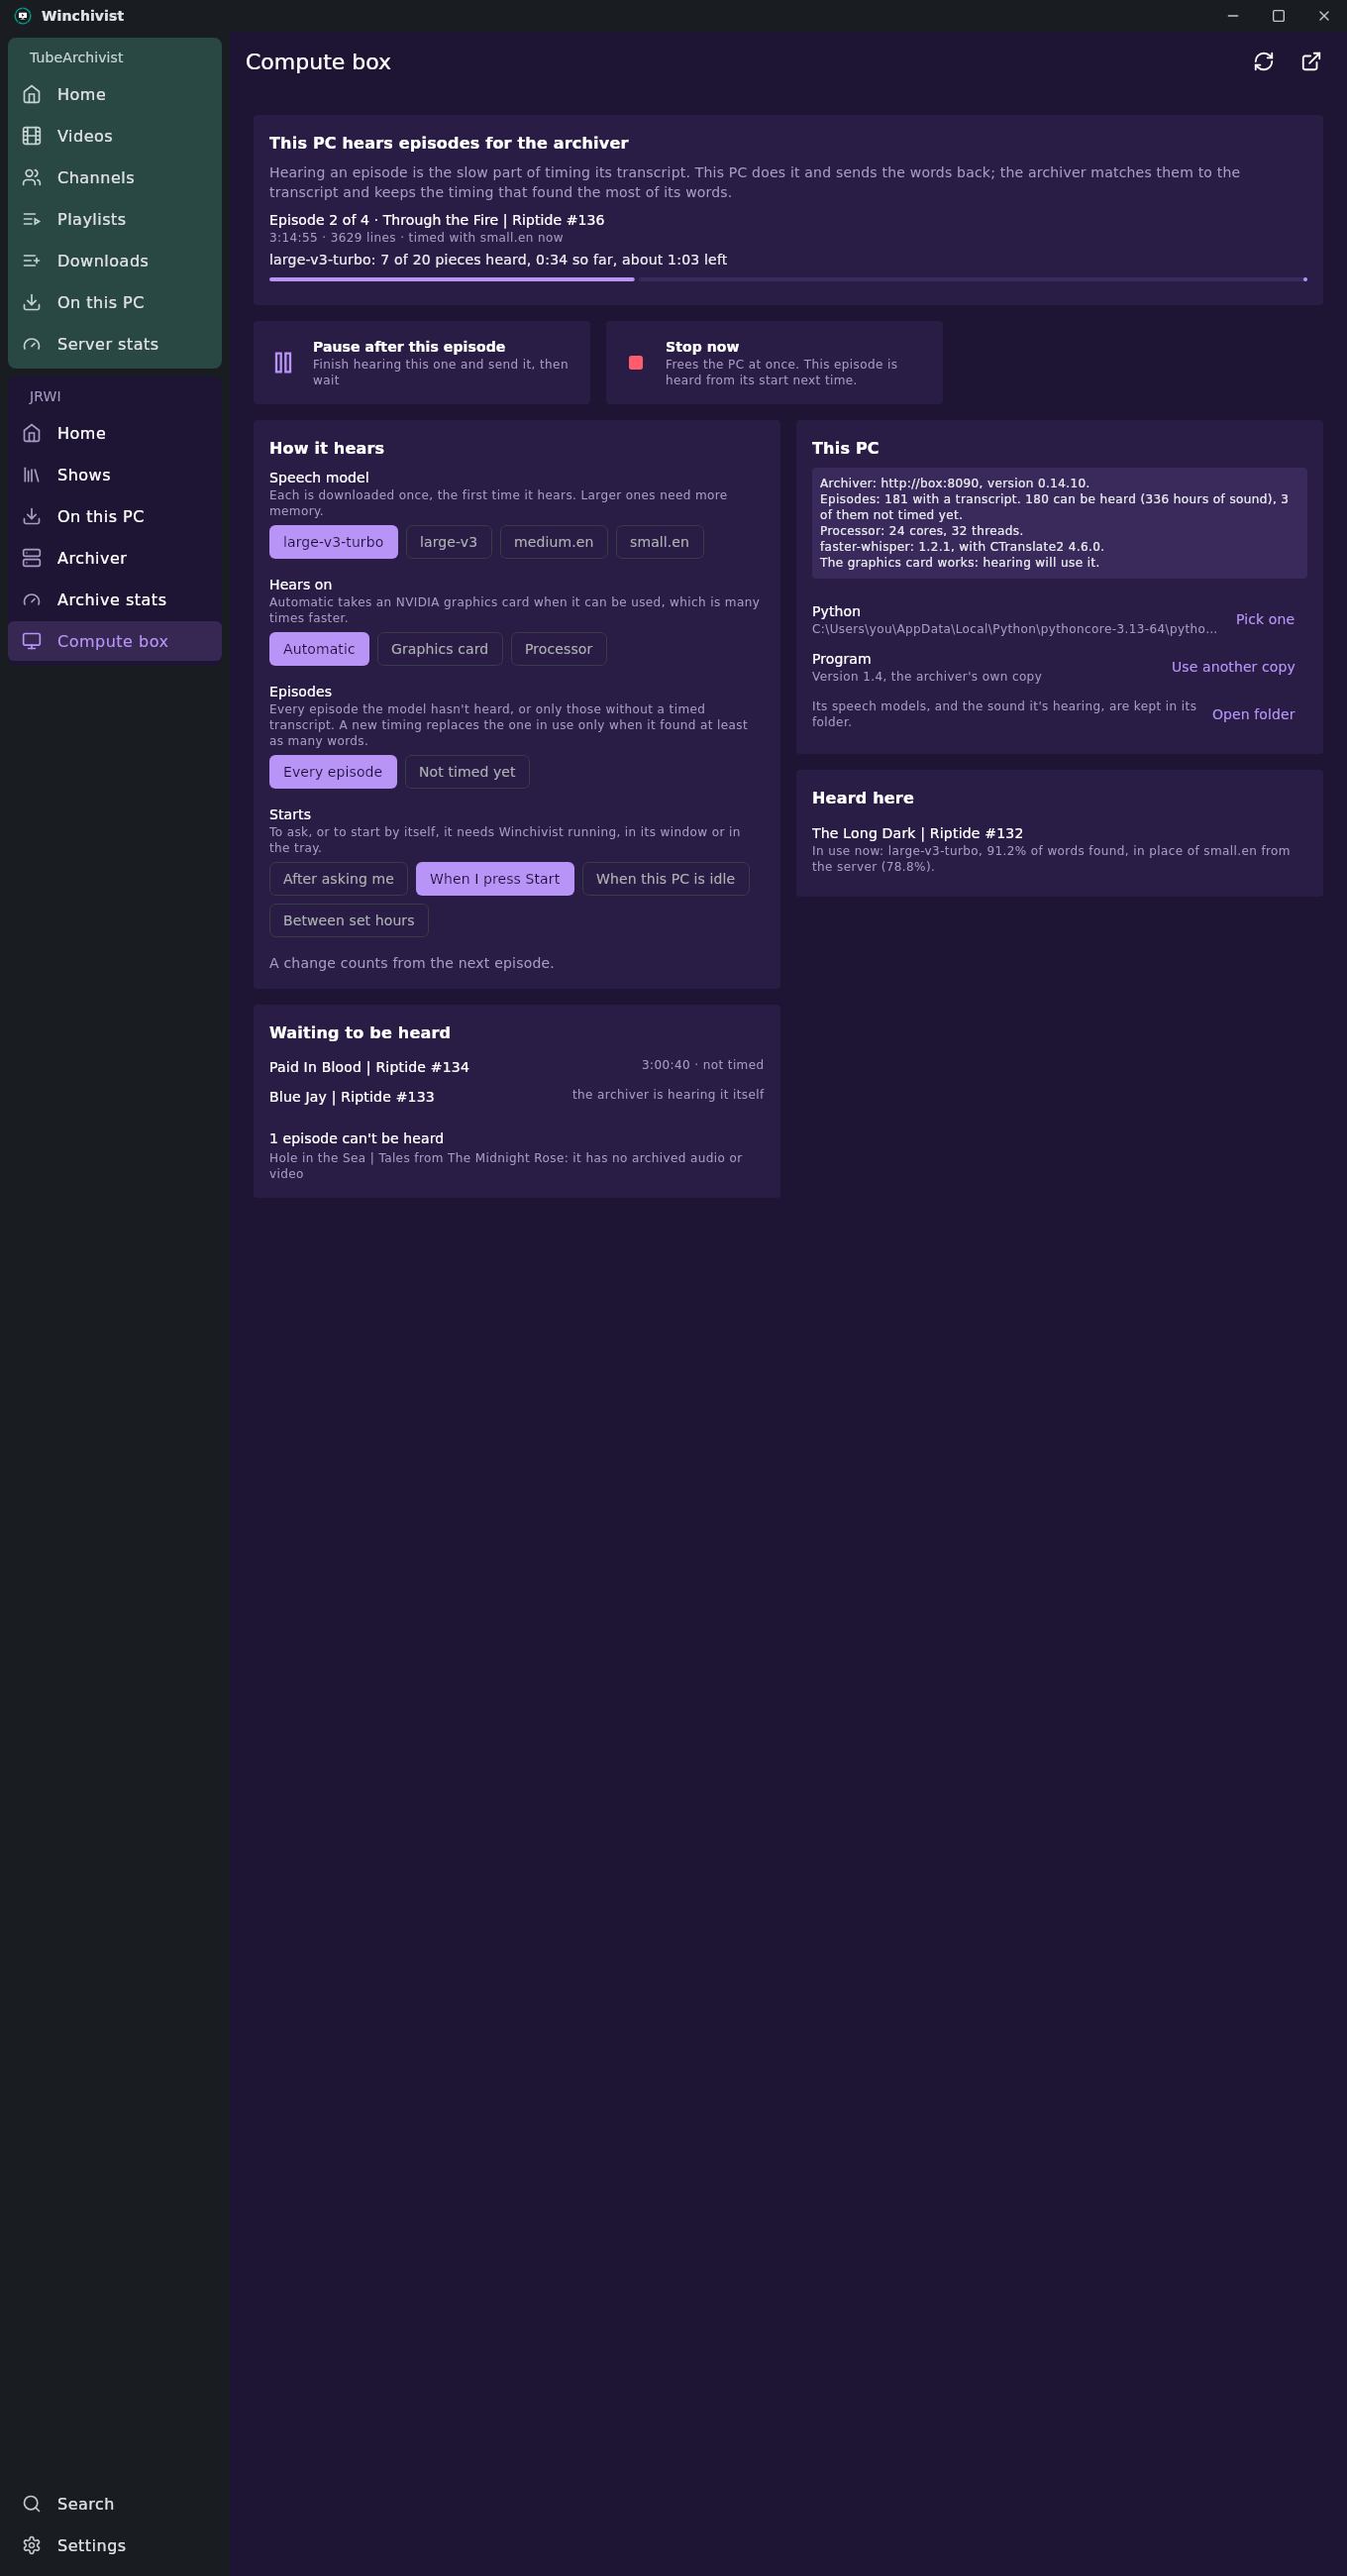 Winchivist
TubeArchivist
Home
Videos
Channels
Playlists
Downloads
On this PC
Server stats
JRWI
Home
Shows
On this PC
Archiver
Archive stats
Compute box
Search
Settings
Compute box
This PC hears episodes for the archiver
Hearing an episode is the slow part of timing its transcript. This PC does it and sends the words back; the archiver matches them to the
transcript and keeps the timing that found the most of its words.
Episode 2 of 4 · Through the Fire | Riptide #136
3:14:55 · 3629 lines · timed with small.en now
large-v3-turbo: 7 of 20 pieces heard, 0:34 so far, about 1:03 left
Pause after this episode
Finish hearing this one and send it, then
wait
Stop now
Frees the PC at once. This episode is
heard from its start next time.
How it hears
Speech model
Each is downloaded once, the first time it hears. Larger ones need more
memory.
large-v3-turbo
large-v3
medium.en
small.en
Hears on
Automatic takes an NVIDIA graphics card when it can be used, which is many
times faster.
Automatic
Graphics card
Processor
Episodes
Every episode the model hasn't heard, or only those without a timed
transcript. A new timing replaces the one in use only when it found at least
as many words.
Every episode
Not timed yet
Starts
To ask, or to start by itself, it needs Winchivist running, in its window or in
the tray.
After asking me
When I press Start
When this PC is idle
Between set hours
A change counts from the next episode.
Waiting to be heard
Paid In Blood | Riptide #134
3:00:40 · not timed
Blue Jay | Riptide #133
the archiver is hearing it itself
1 episode can't be heard
Hole in the Sea | Tales from The Midnight Rose: it has no archived audio or
video
This PC
Archiver: http://box:8090, version 0.14.10.
Episodes: 181 with a transcript. 180 can be heard (336 hours of sound), 3
of them not timed yet.
Processor: 24 cores, 32 threads.
faster-whisper: 1.2.1, with CTranslate2 4.6.0.
The graphics card works: hearing will use it.
Python
C:\Users\you\AppData\Local\Python\pythoncore-3.13-64\pytho...
Pick one
Program
Version 1.4, the archiver's own copy
Use another copy
Its speech models, and the sound it's hearing, are kept in its
folder.
Open folder
Heard here
The Long Dark | Riptide #132
In use now: large-v3-turbo, 91.2% of words found, in place of small.en from
the server (78.8%).